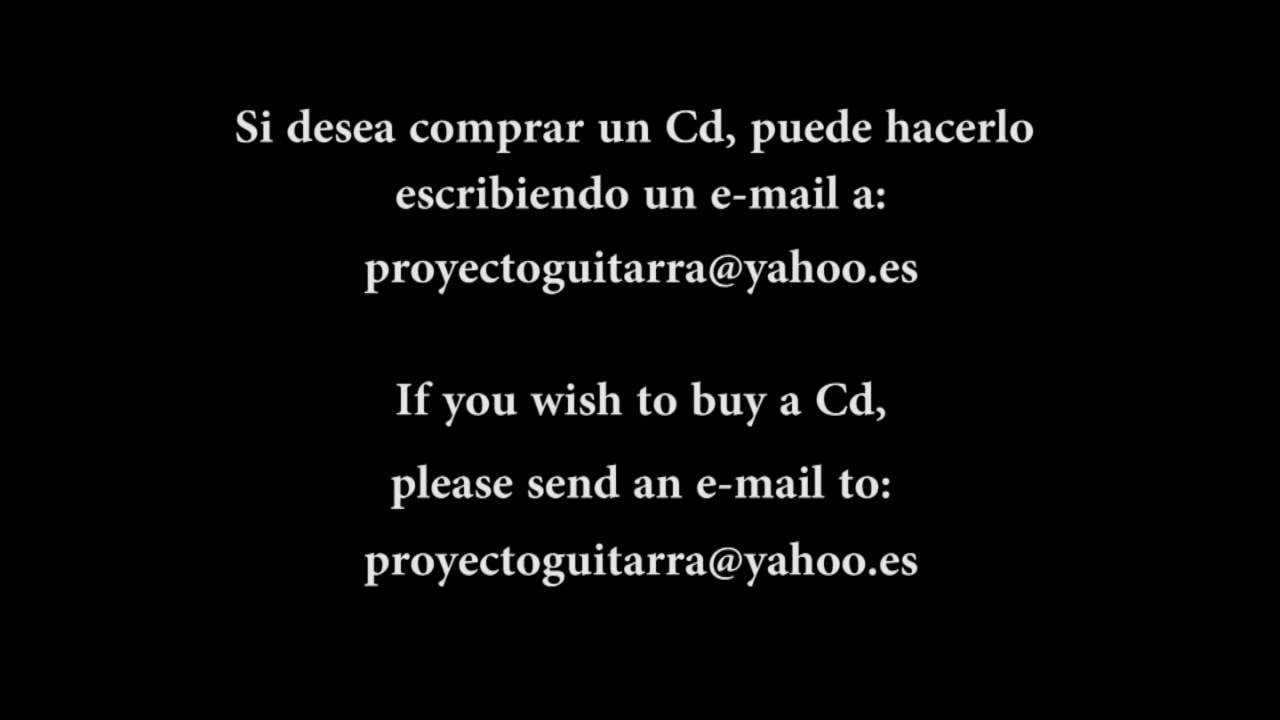 Si desea comprar un Cd, puede hacerlo
escribiendo un e-mail a:
proyectoguitarra@yahoo.es
If you wish to buy a Cd,
please send an e-mail to:
proyectoguitarra@yahoo.es